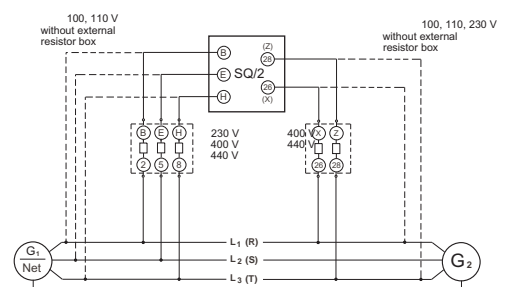 100, 110 V
without external
resistor box
100, 110, 230 V
without external
resistor box
B
(Z)
28
E
SQ/2
26
H
(X)
B
E
H
230 V
400 V
440 V
400 V
440 V
X
Z
2
5
8
26
28
L1 (R)
G1
Net
L2 (S)
G2
L3 (T)